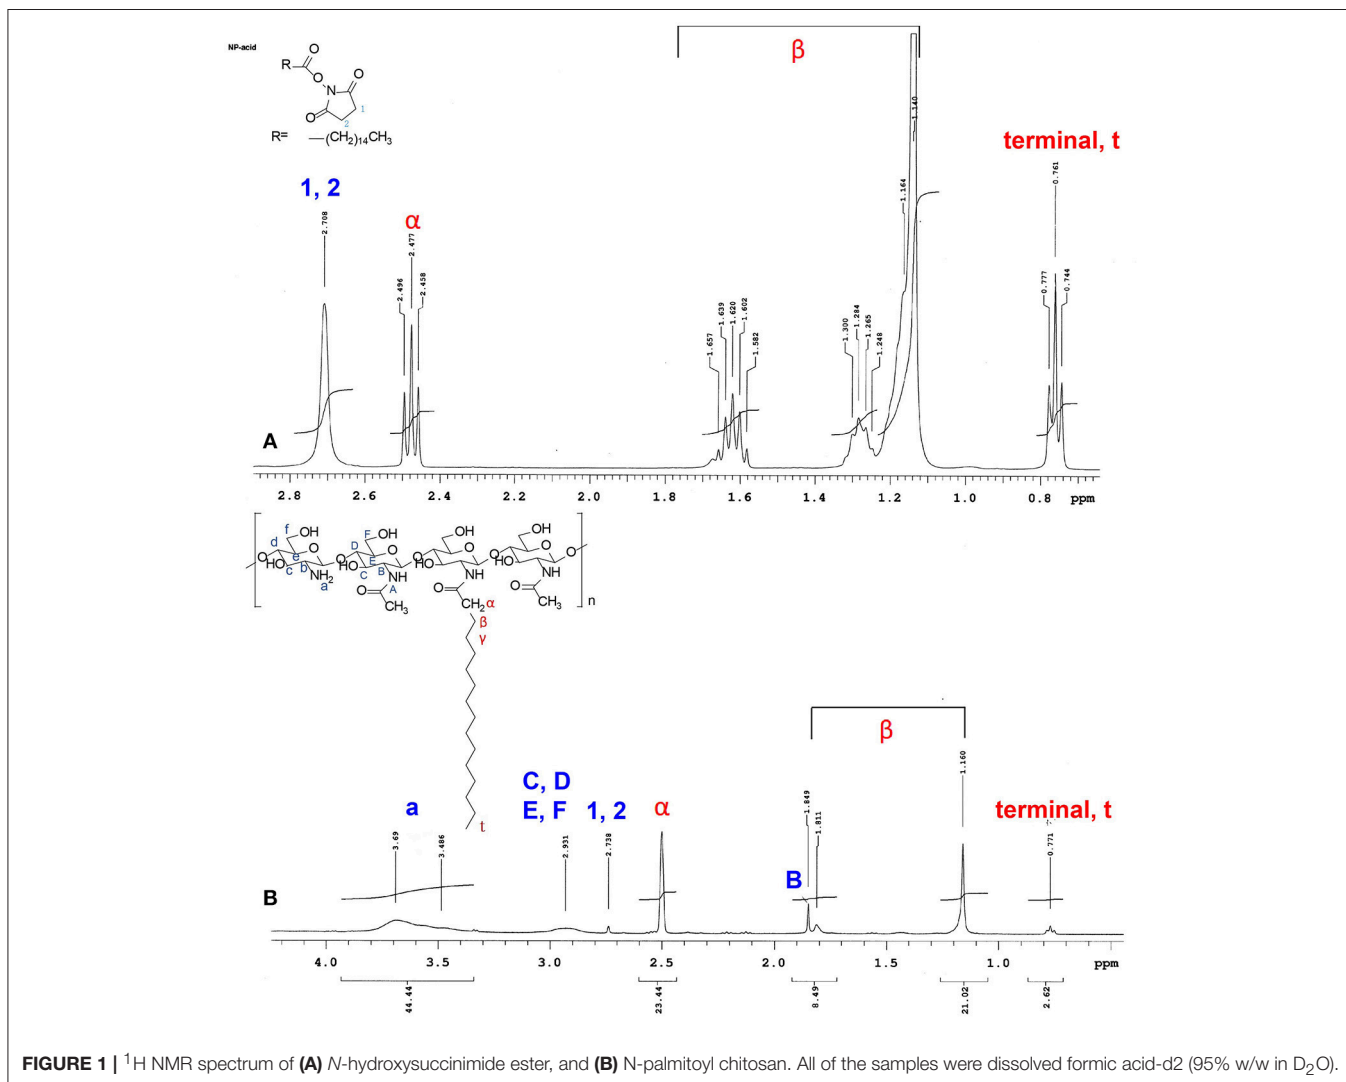 NP-acid
O
R
O
O
N
1
O
2
R= —(CH₂)₁₄CH₃
β
terminal, t
1, 2
α
2.708
2.496
2.477
2.458
1.657
1.639
1.620
1.602
1.582
1.300
1.284
1.265
1.248
1.164
1.140
0.777
0.761
0.744
A
2.8 2.6 2.4 2.2 2.0 1.8 1.6 1.4 1.2 1.0 0.8 ppm
f OH F OH OH OH
d O e O D O E O O O O O O
HO c b HO C B HO HO
NH₂ a NH A NH NH
O O O
CH₃ CH₂ α CH₃
n
β
γ
t
β
C, D
a E, F 1, 2 α terminal, t
3.69
3.486
2.931
2.738
1.849
1.811
1.160
0.771
B
B
4.0 3.5 3.0 2.5 2.0 1.5 1.0 ppm
44.44 23.44 8.49 21.02 2.62
FIGURE 1 | ¹H NMR spectrum of (A) N-hydroxysuccinimide ester, and (B) N-palmitoyl chitosan. All of the samples were dissolved formic acid-d2 (95% w/w in D₂O).